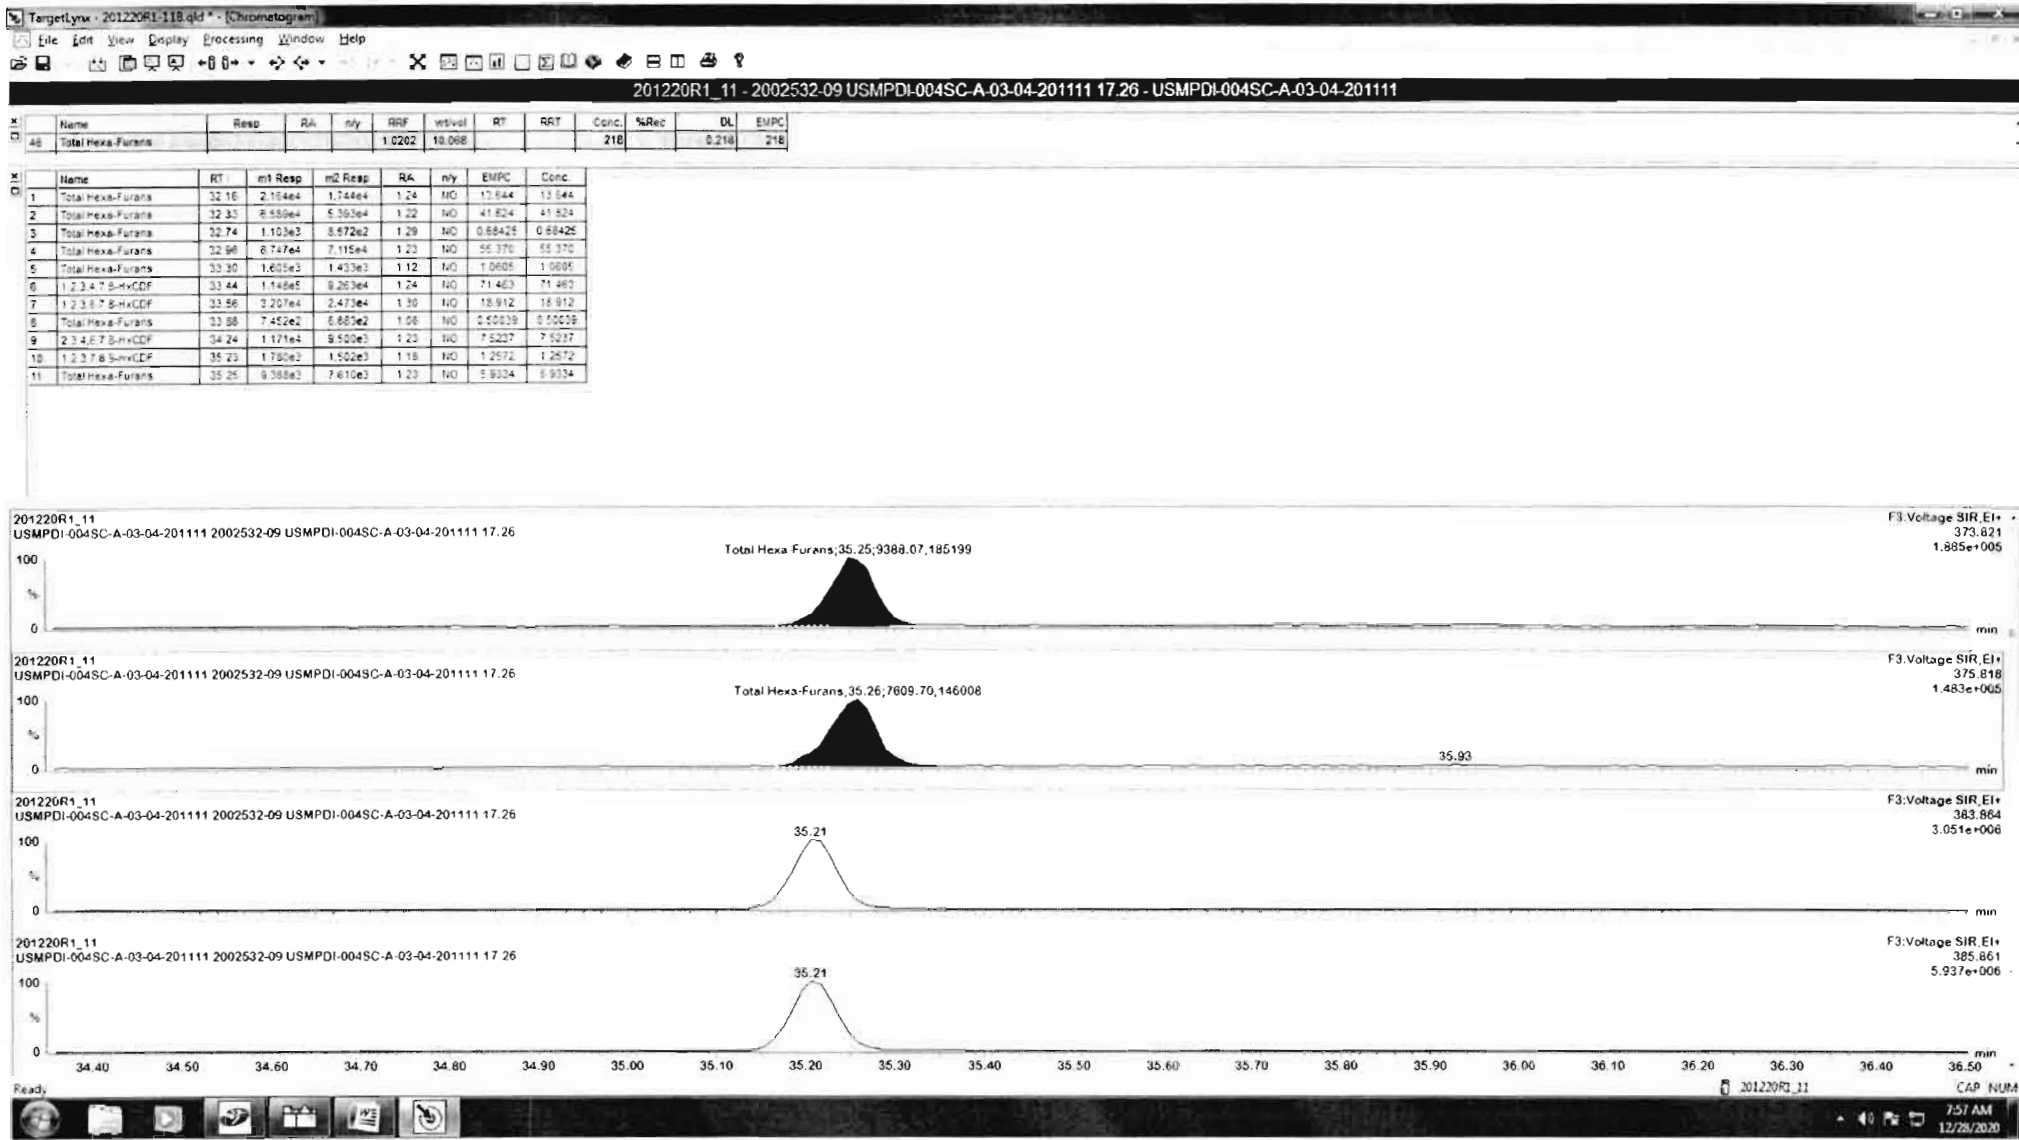 TargetLynx - 201220R1-118.qld * - [Chromatogram]
File Edit View Display Processing Window Help
201220R1_11 - 2002532-09 USMPDI-004SC-A-03-04-201111 17.26 - USMPDI-004SC-A-03-04-201111
Name Resp RA n/y RRF wt/vol RT RRT Conc. %Rec DL EMPC
48 Total Hexa-Furans 1.0202 10.068 218 0.218 218
Name RT m1 Resp m2 Resp RA n/y EMPC Conc.
1 Total Hexa-Furans 32.16 2.164e4 1.744e4 1.24 NO 13.644 13.644
2 Total Hexa-Furans 32.33 6.589e4 5.393e4 1.22 NO 41.824 41.824
3 Total Hexa-Furans 32.74 1.103e3 8.572e2 1.29 NO 0.68425 0.68425
4 Total Hexa-Furans 32.96 8.747e4 7.115e4 1.23 NO 55.370 55.370
5 Total Hexa-Furans 33.30 1.605e3 1.433e3 1.12 NO 1.0605 1.0605
6 1,2,3,4,7,8-HxCDF 33.44 1.148e5 9.263e4 1.24 NO 71.463 71.463
7 1,2,3,6,7,8-HxCDF 33.56 3.207e4 2.473e4 1.30 NO 18.912 18.912
8 Total Hexa-Furans 7.452e2 NO 0.50039 0.50039
9 2,3,4,6,7,8-HxCDF 34.24 1.171e4 9.500e3 1.23 NO 7.5237 7.5237
10 1,2,3,7,8,9-HxCDF 35.23 1.780e3 1.502e3 1.18 NO 1.2572 1.2572
11 Total Hexa-Furans 35.25 9.388e3 7.610e3 1.23 NO 5.9334 5.9334
201220R1_11 F3:Voltage SIR,EI+
USMPDI-004SC-A-03-04-201111 2002532-09 USMPDI-004SC-A-03-04-201111 17.26 373.821
1.885e+005
Total Hexa-Furans;35.25;9388.07;185199
100
%
0 min
201220R1_11 F3:Voltage SIR,EI+
USMPDI-004SC-A-03-04-201111 2002532-09 USMPDI-004SC-A-03-04-201111 17.26 375.818
1.483e+005
Total Hexa-Furans;35.26;7609.70;146008
100
%
35.93
0 min
201220R1_11 F3:Voltage SIR,EI+
USMPDI-004SC-A-03-04-201111 2002532-09 USMPDI-004SC-A-03-04-201111 17.26 383.864
3.051e+006
35.21
100
%
0 min
201220R1_11 F3:Voltage SIR,EI+
USMPDI-004SC-A-03-04-201111 2002532-09 USMPDI-004SC-A-03-04-201111 17.26 385.861
5.937e+006
35.21
100
%
0 min
34.40 34.50 34.60 34.70 34.80 34.90 35.00 35.10 35.20 35.30 35.40 35.50 35.60 35.70 35.80 35.90 36.00 36.10 36.20 36.30 36.40 36.50
Ready 201220R1_11 CAP NUM
7:57 AM
12/28/2020